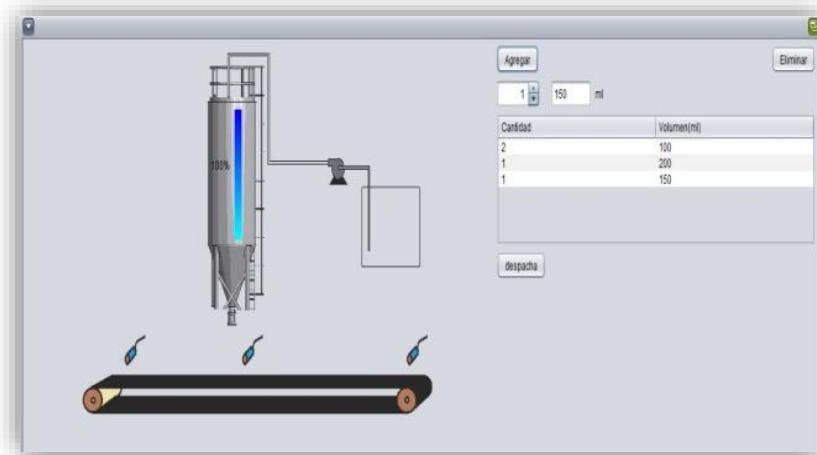 Agregar
Eliminar
1 150 ml
100%
Cantidad Volumen(ml)
2 100
1 200
1 150
despacha